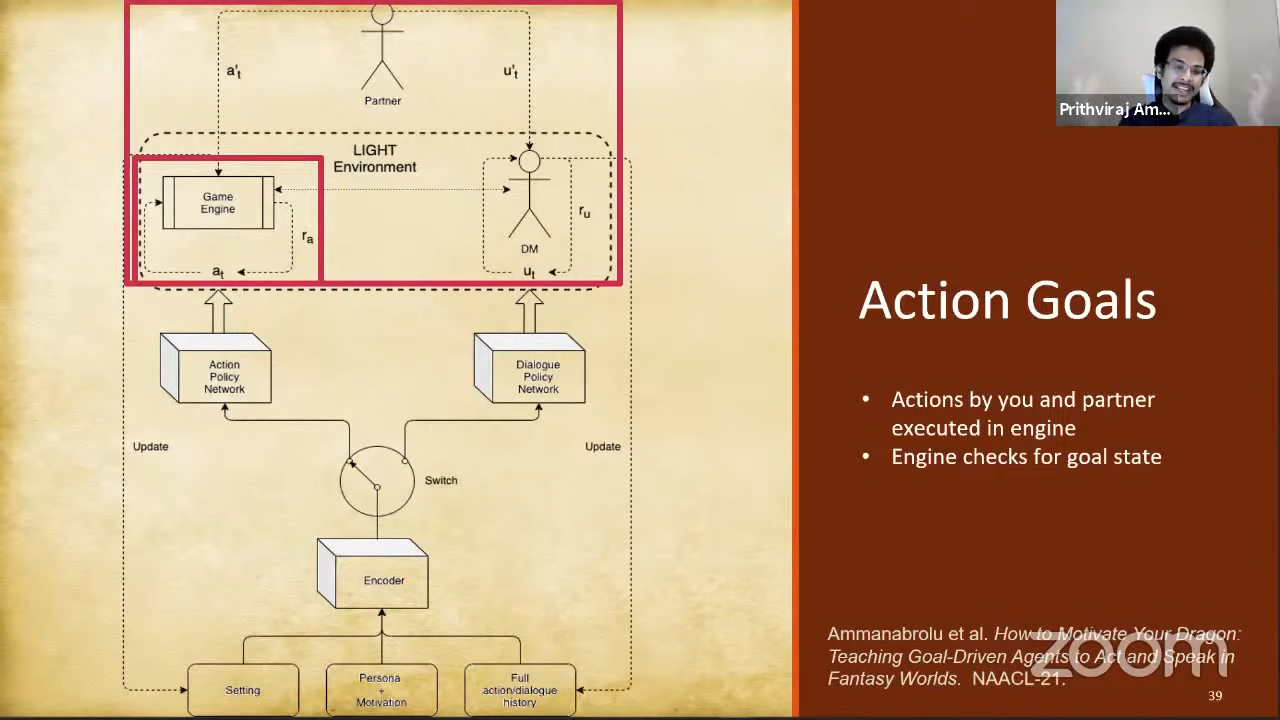 a't
u't
Partner
LIGHT
Environment
Game
Engine
ra
at
ru
DM
ut
Action
Policy
Network
Dialogue
Policy
Network
Update
Update
Switch
Encoder
Setting
Persona
+
Motivation
Full
action/dialogue
history
Prithviraj Am...
Action Goals
• Actions by you and partner
executed in engine
• Engine checks for goal state
Ammanabrolu et al. How to Motivate Your Dragon:
Teaching Goal-Driven Agents to Act and Speak in
Fantasy Worlds. NAACL-21.
zoom
39